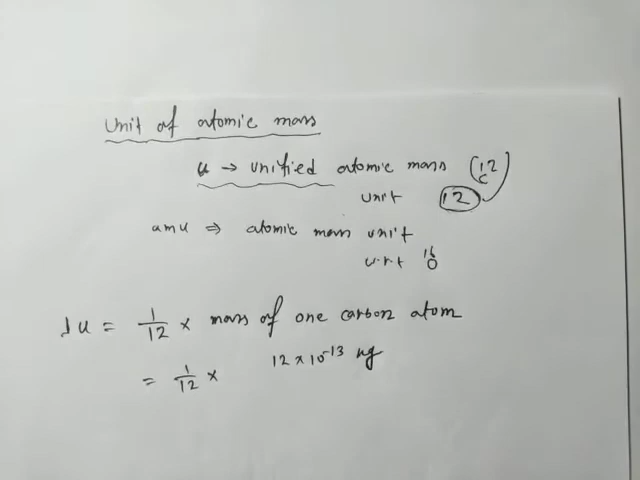 Unit of atomic mass
u → unified atomic mass (12 C)
unit 12
amu ⇒ atomic mass unit
w.r.t 16 O
1 u = 1/12 × mass of one carbon atom
= 1/12 × 12 × 10-13 kg